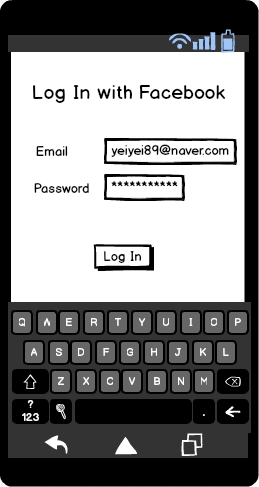 Log In with Facebook
Email yeiyei89@naver.com
Password ***********
Log In
Q W E R T Y U I O P
A S D F G H J K L
Z X C V B N M
?
123 .